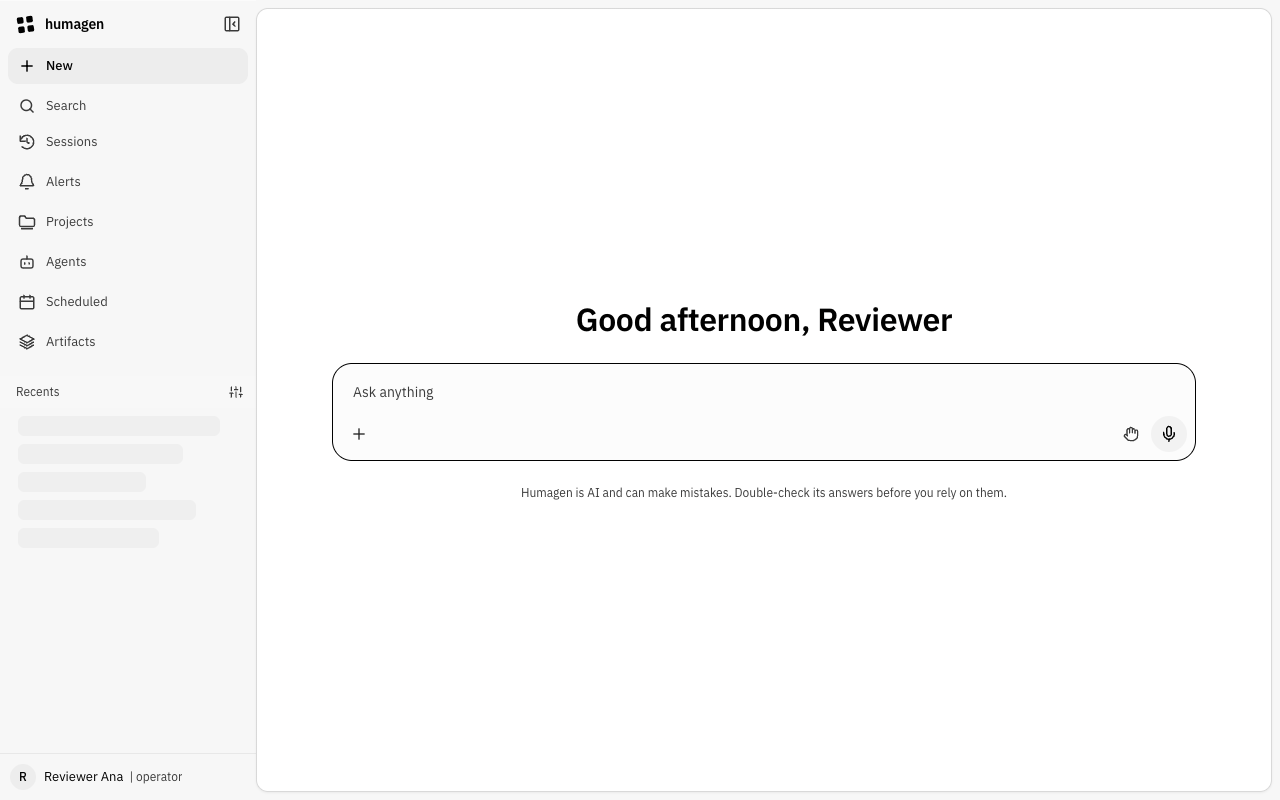 humagen
New
Search
Sessions
Alerts
Projects
Agents
Scheduled
Artifacts
Recents
R
Reviewer Ana | operator
Good afternoon, Reviewer
Ask anything
Humagen is AI and can make mistakes. Double-check its answers before you rely on them.